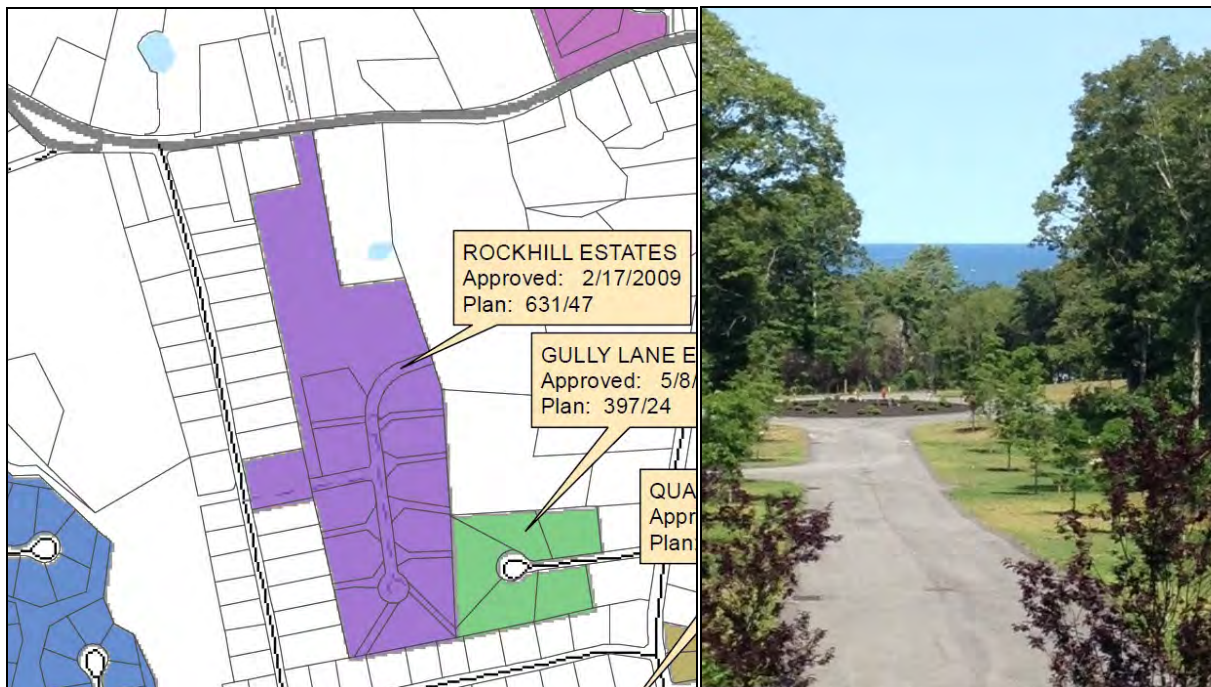 ROCKHILL ESTATES
Approved: 2/17/2009
Plan: 631/47
GULLY LANE E
Approved: 5/8/
Plan: 397/24
QUA
Appr
Plan: